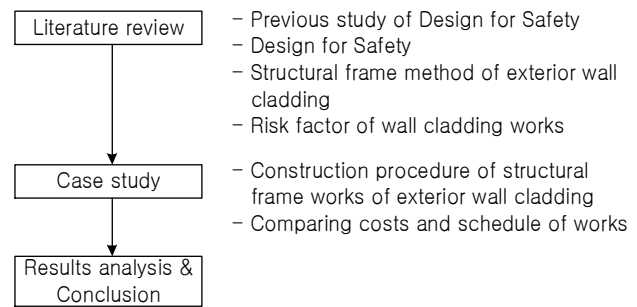 Literature review
- Previous study of Design for Safety
- Design for Safety
- Structural frame method of exterior wall
cladding
- Risk factor of wall cladding works
Case study
- Construction procedure of structural
frame works of exterior wall cladding
- Comparing costs and schedule of works
Results analysis &
Conclusion